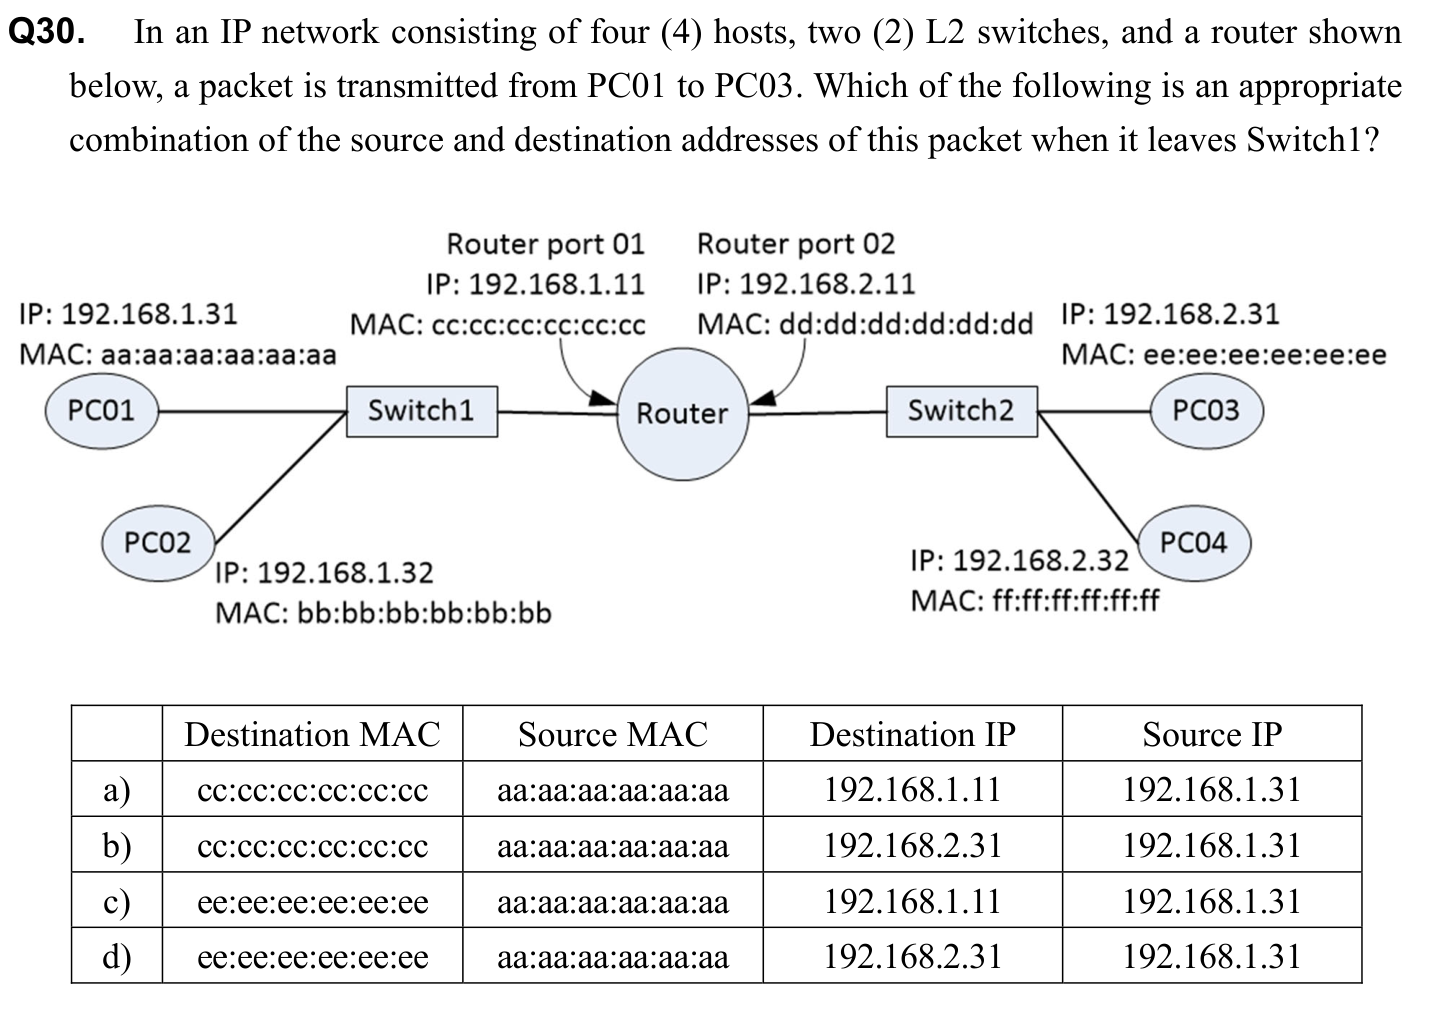 Q30. In an IP network consisting of four (4) hosts, two (2) L2 switches, and a router shown
below, a packet is transmitted from PC01 to PC03. Which of the following is an appropriate
combination of the source and destination addresses of this packet when it leaves Switch1?
Router port 01
IP: 192.168.1.11
MAC: cc:cc:cc:cc:cc:cc
Router port 02
IP: 192.168.2.11
MAC: dd:dd:dd:dd:dd:dd
IP: 192.168.1.31
MAC: aa:aa:aa:aa:aa:aa
IP: 192.168.2.31
MAC: ee:ee:ee:ee:ee:ee
PC01
Switch1
Router
Switch2
PC03
PC02
IP: 192.168.1.32
MAC: bb:bb:bb:bb:bb:bb
PC04
IP: 192.168.2.32
MAC: ff:ff:ff:ff:ff:ff
Destination MAC Source MAC Destination IP Source IP
a) cc:cc:cc:cc:cc:cc aa:aa:aa:aa:aa:aa 192.168.1.11 192.168.1.31
b) cc:cc:cc:cc:cc:cc aa:aa:aa:aa:aa:aa 192.168.2.31 192.168.1.31
c) ee:ee:ee:ee:ee:ee aa:aa:aa:aa:aa:aa 192.168.1.11 192.168.1.31
d) ee:ee:ee:ee:ee:ee aa:aa:aa:aa:aa:aa 192.168.2.31 192.168.1.31